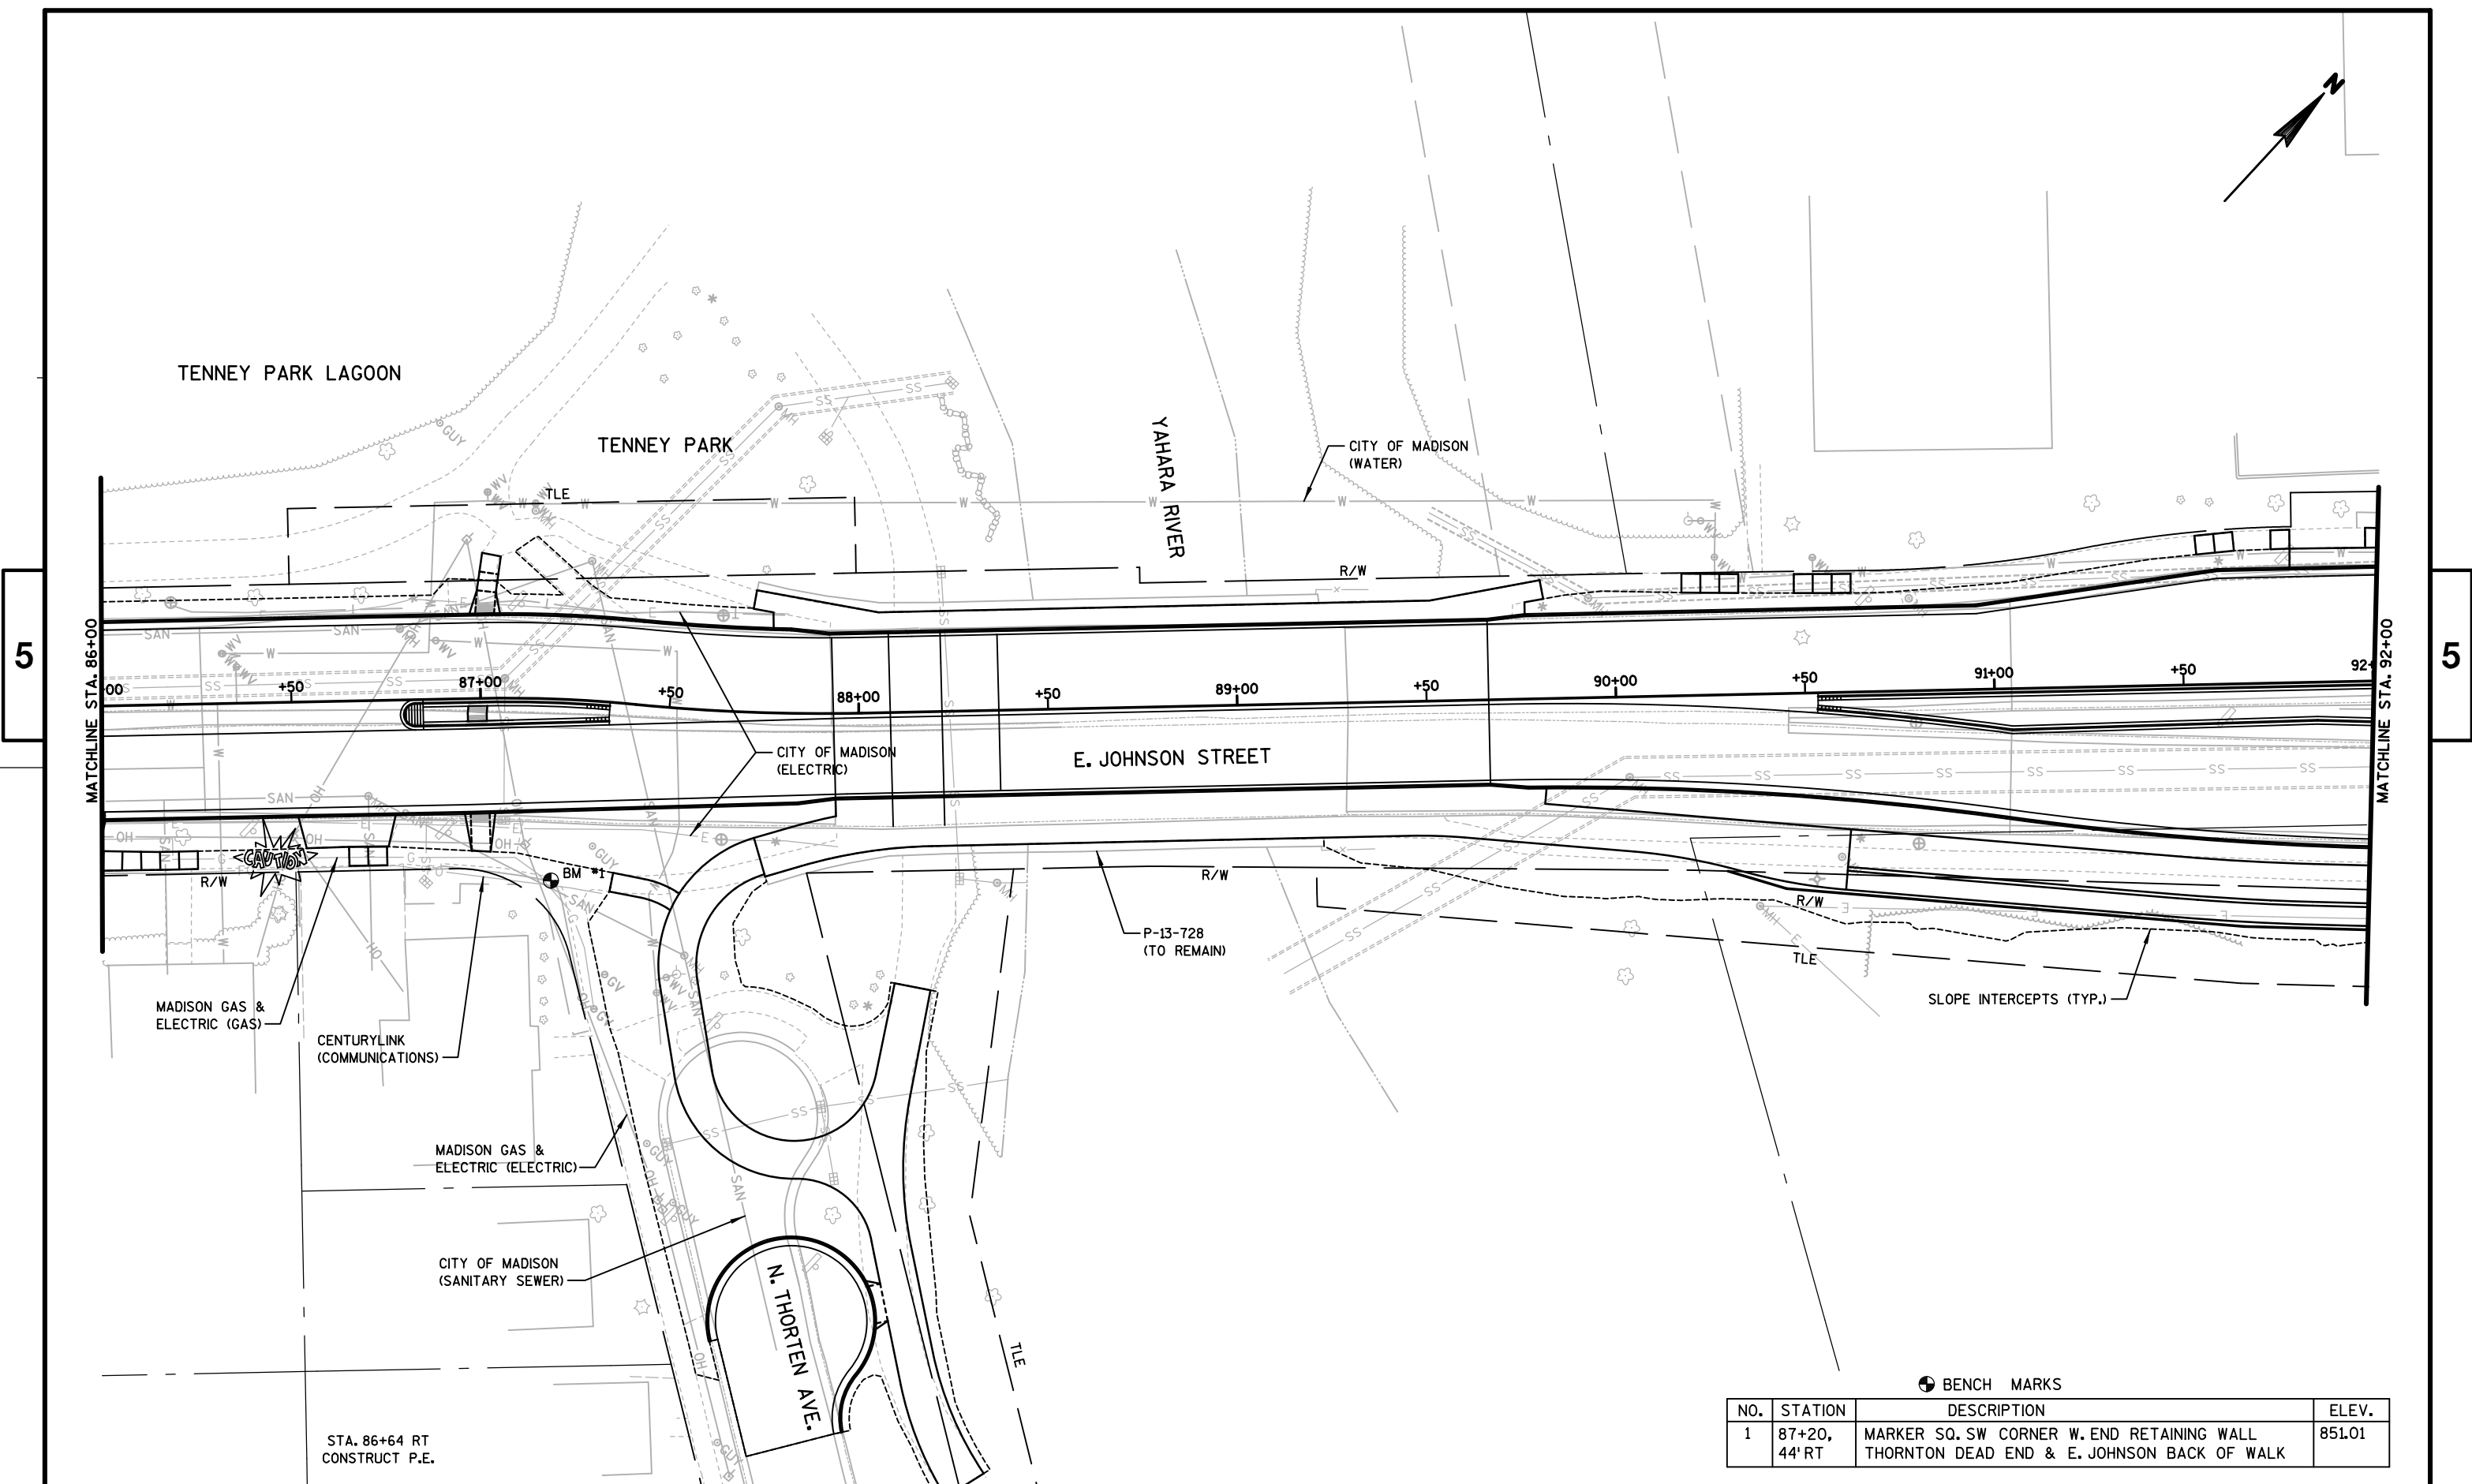 N
TENNEY PARK LAGOON
TENNEY PARK
YAHARA
RIVER
CITY OF MADISON
(WATER)
GUY
TLE
R/W
5
5
MATCHLINE STA. 86+00
MATCHLINE STA. 92+00
+00
+50
87+00
+50
88+00
+50
89+00
+50
90+00
+50
91+00
+50
92+
CITY OF MADISON
(ELECTRIC)
E. JOHNSON STREET
CAUTION
R/W
BM #1
GUY
R/W
R/W
P-13-728
(TO REMAIN)
TLE
SLOPE INTERCEPTS (TYP.)
MADISON GAS &
ELECTRIC (GAS)
CENTURYLINK
(COMMUNICATIONS)
MADISON GAS &
ELECTRIC (ELECTRIC)
CITY OF MADISON
(SANITARY SEWER)
N. THORTEN AVE.
TLE
STA. 86+64 RT
CONSTRUCT P.E.
BENCH MARKS
NO. STATION DESCRIPTION ELEV.
1 87+20, MARKER SQ. SW CORNER W. END RETAINING WALL 851.01
44' RT THORNTON DEAD END & E. JOHNSON BACK OF WALK